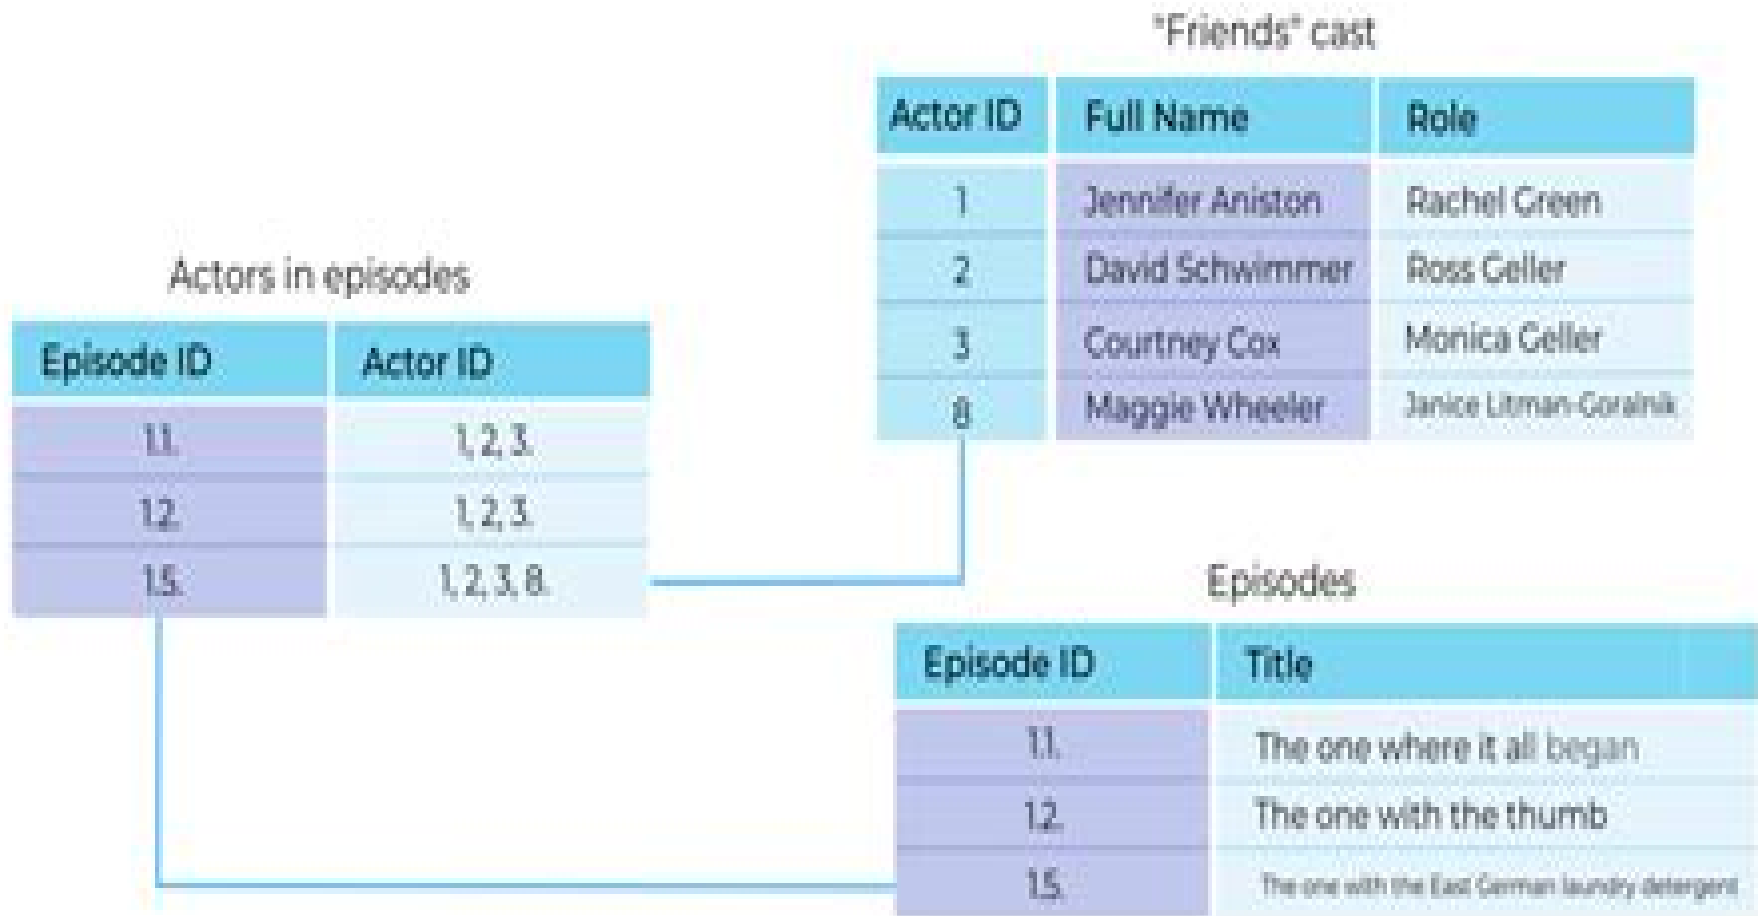 "Friends" cast
Actor ID Full Name Role
1 Jennifer Aniston Rachel Green
2 David Schwimmer Ross Geller
3 Courtney Cox Monica Geller
8 Maggie Wheeler Janice Litman-Goralnik
Actors in episodes
Episode ID Actor ID
1.1. 1, 2, 3.
1.2. 1, 2, 3.
1.5. 1, 2, 3, 8.
Episodes
Episode ID Title
1.1. The one where it all began
1.2. The one with the thumb
1.5. The one with the East German laundry detergent